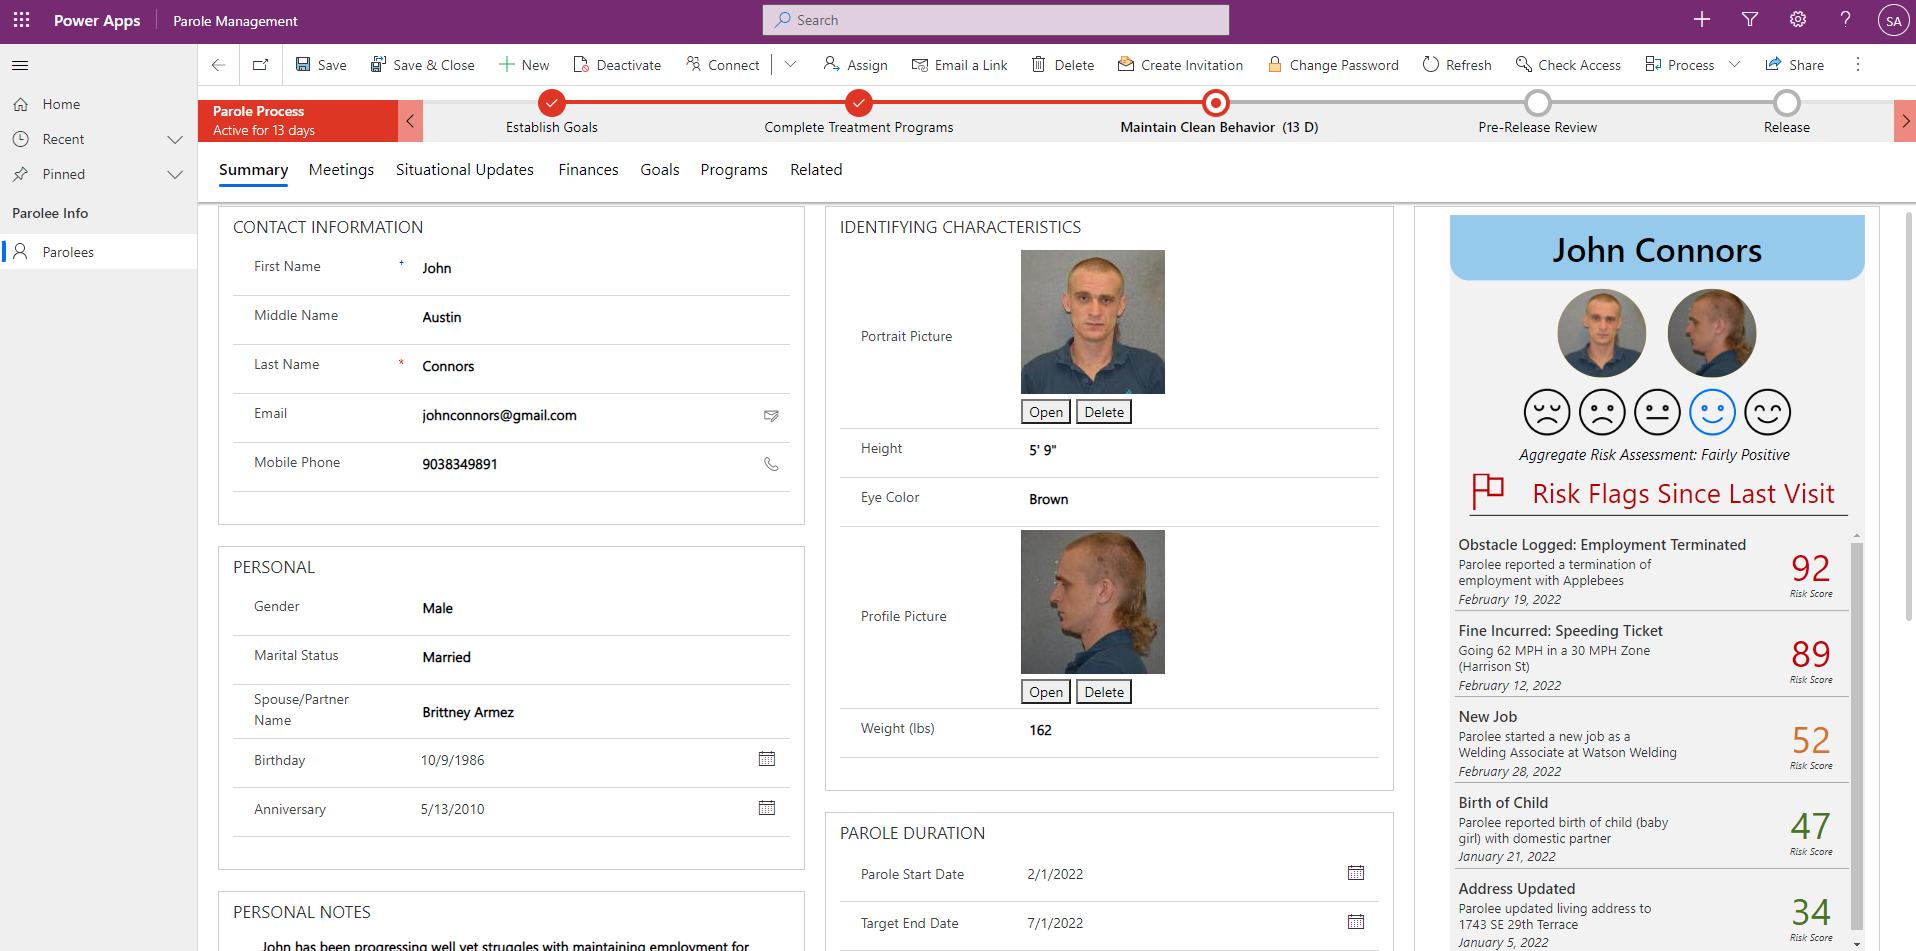 Power Apps
Parole Management
Search
SA
Save
Save & Close
New
Deactivate
Connect
Assign
Email a Link
Delete
Create Invitation
Change Password
Refresh
Check Access
Process
Share
Home
Recent
Pinned
Parolee Info
Parolees
Parole Process
Active for 13 days
Establish Goals
Complete Treatment Programs
Maintain Clean Behavior (13 D)
Pre-Release Review
Release
Summary
Meetings
Situational Updates
Finances
Goals
Programs
Related
CONTACT INFORMATION
First Name + John
Middle Name Austin
Last Name * Connors
Email johnconnors@gmail.com
Mobile Phone 9038349891
PERSONAL
Gender Male
Marital Status Married
Spouse/Partner
Name
Brittney Armez
Birthday 10/9/1986
Anniversary 5/13/2010
PERSONAL NOTES
John has been progressing well yet struggles with maintaining employment for
IDENTIFYING CHARACTERISTICS
Portrait Picture
Open Delete
Height 5' 9"
Eye Color Brown
Profile Picture
Open Delete
Weight (lbs) 162
PAROLE DURATION
Parole Start Date 2/1/2022
Target End Date 7/1/2022
John Connors
Aggregate Risk Assessment: Fairly Positive
Risk Flags Since Last Visit
Obstacle Logged: Employment Terminated
Parolee reported a termination of
employment with Applebees
February 19, 2022
92
Risk Score
Fine Incurred: Speeding Ticket
Going 62 MPH in a 30 MPH Zone
(Harrison St)
February 12, 2022
89
Risk Score
New Job
Parolee started a new job as a
Welding Associate at Watson Welding
February 28, 2022
52
Risk Score
Birth of Child
Parolee reported birth of child (baby
girl) with domestic partner
January 21, 2022
47
Risk Score
Address Updated
Parolee updated living address to
1743 SE 29th Terrace
January 5, 2022
34
Risk Score